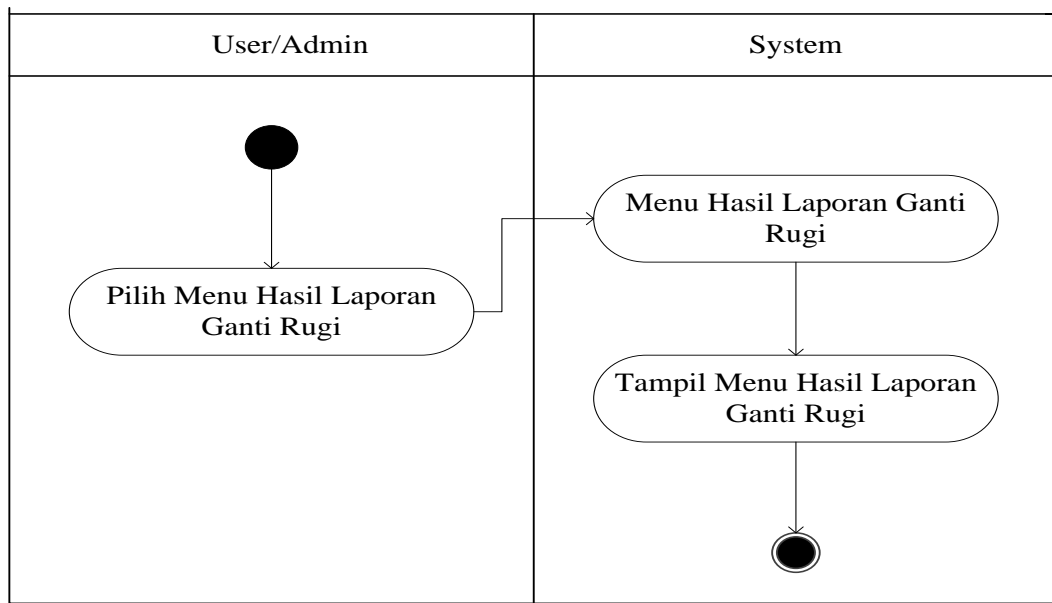 User/Admin
System
Pilih Menu Hasil Laporan
Ganti Rugi
Menu Hasil Laporan Ganti
Rugi
Tampil Menu Hasil Laporan
Ganti Rugi